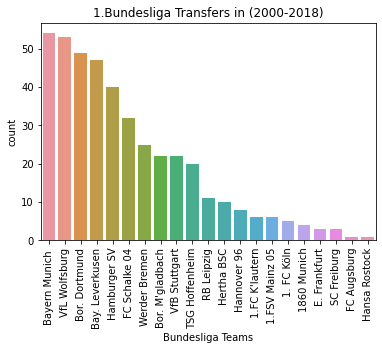 1.Bundesliga Transfers in (2000-2018)
count
50
40
30
20
10
0
Bayern Munich
VfL Wolfsburg
Bor. Dortmund
Bay. Leverkusen
Hamburger SV
FC Schalke 04
Werder Bremen
Bor. M'gladbach
VfB Stuttgart
TSG Hoffenheim
RB Leipzig
Hertha BSC
Hannover 96
1.FC K'lautern
1.FSV Mainz 05
1. FC Köln
1860 Munich
E. Frankfurt
SC Freiburg
FC Augsburg
Hansa Rostock
Bundesliga Teams